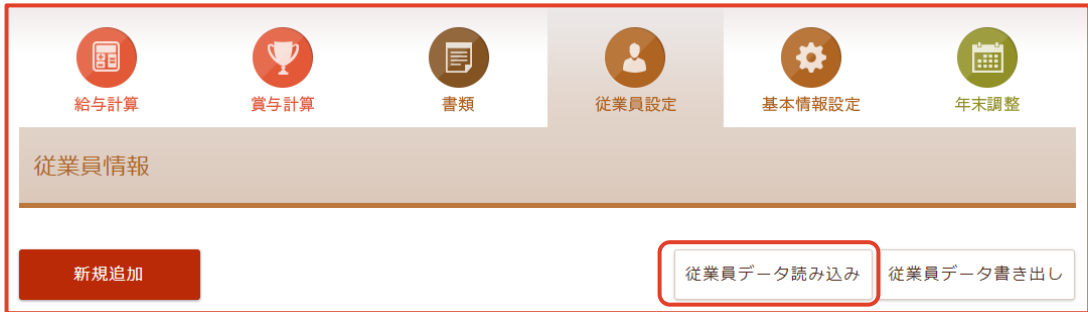 給与計算 賞与計算 書類 従業員設定 基本情報設定 年末調整
従業員情報
新規追加 従業員データ読み込み 従業員データ書き出し